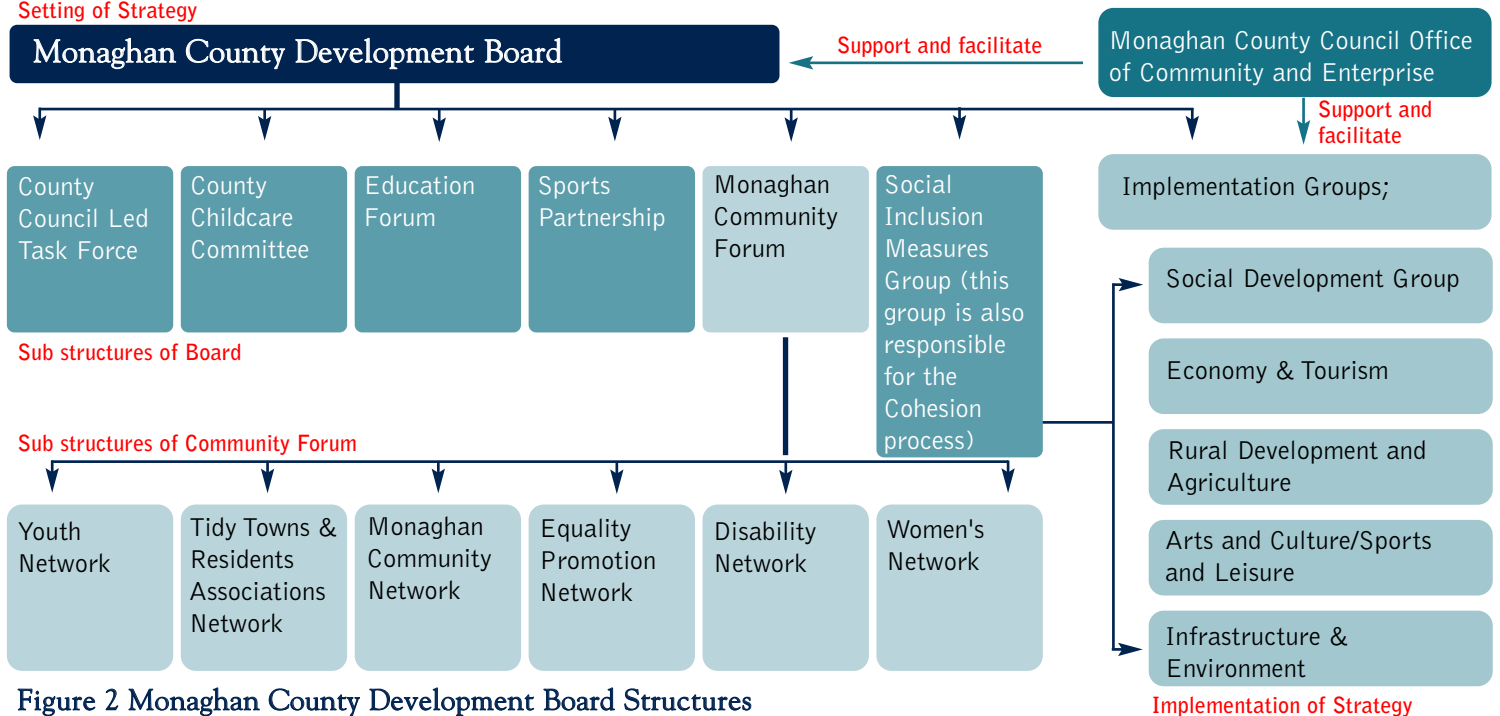 Setting of Strategy
Monaghan County Development Board
Support and facilitate
Monaghan County Council Office
of Community and Enterprise
Support and
facilitate
County
Council Led
Task Force
County
Childcare
Committee
Education
Forum
Sports
Partnership
Monaghan
Community
Forum
Social
Inclusion
Measures
Group (this
group is also
responsible
for the
Cohesion
process)
Implementation Groups;
Social Development Group
Economy & Tourism
Rural Development and
Agriculture
Arts and Culture/Sports
and Leisure
Infrastructure &
Environment
Implementation of Strategy
Sub structures of Board
Sub structures of Community Forum
Youth
Network
Tidy Towns &
Residents
Associations
Network
Monaghan
Community
Network
Equality
Promotion
Network
Disability
Network
Women's
Network
Figure 2 Monaghan County Development Board Structures